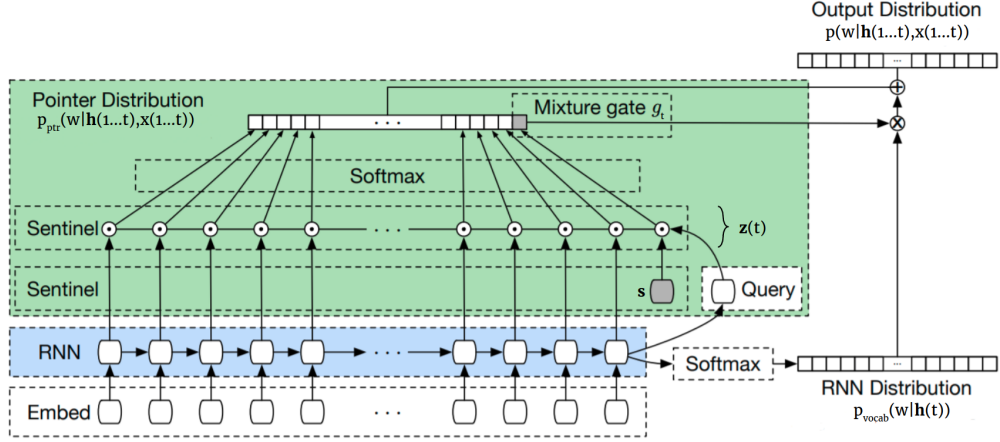 Output Distribution
p(w|h(1...t),x(1...t))
...
Pointer Distribution
p_ptr(w|h(1...t),x(1...t))
Mixture gate g_t
...
Softmax
Sentinel
...
z(t)
Sentinel
s
Query
RNN
...
Softmax
...
RNN Distribution
p_vocab(w|h(t))
Embed
...